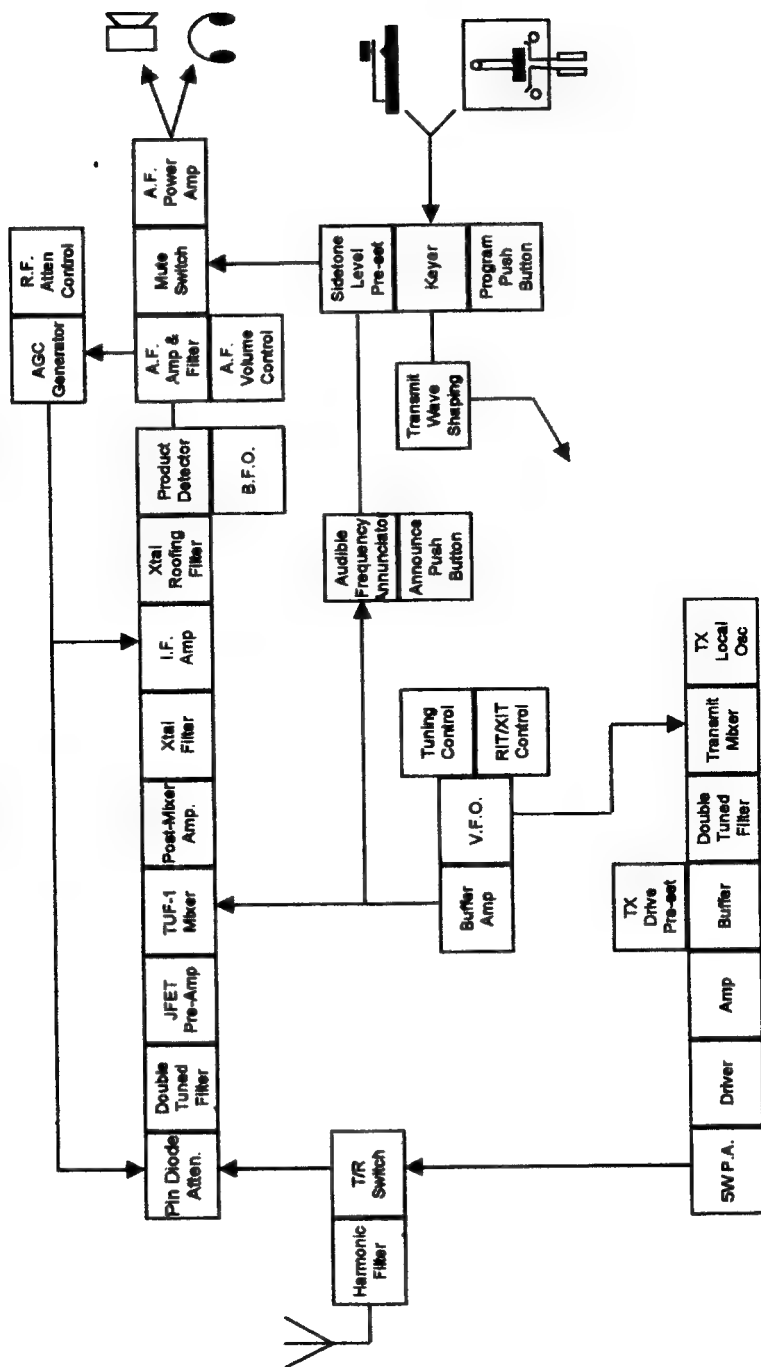 AGC
Generator
R.F.
Atten
Control
Pin Diode
Atten.
Double
Tuned
Filter
JFET
Pre-Amp
TUF-1
Mixer
Post-Mixer
Amp.
Xtal
Filter
I.F.
Amp
Xtal
Roofing
Filter
Product
Detector
A.F.
Amp &
Filter
Mute
Switch
A.F.
Power
Amp
B.F.O.
A.F.
Volume
Control
Harmonic
Filter
T/R
Switch
Audible
Frequency
Annunciator
Sidetone
Level
Pre-set
Announce
Push
Button
Transmit
Wave
Shaping
Keyer
Program
Push
Button
Tuning
Control
Buffer
Amp
V.F.O.
RIT/XIT
Control
TX
Drive
Pre-set
5W P.A.
Driver
Amp
Buffer
Double
Tuned
Filter
Transmit
Mixer
TX
Local
Osc